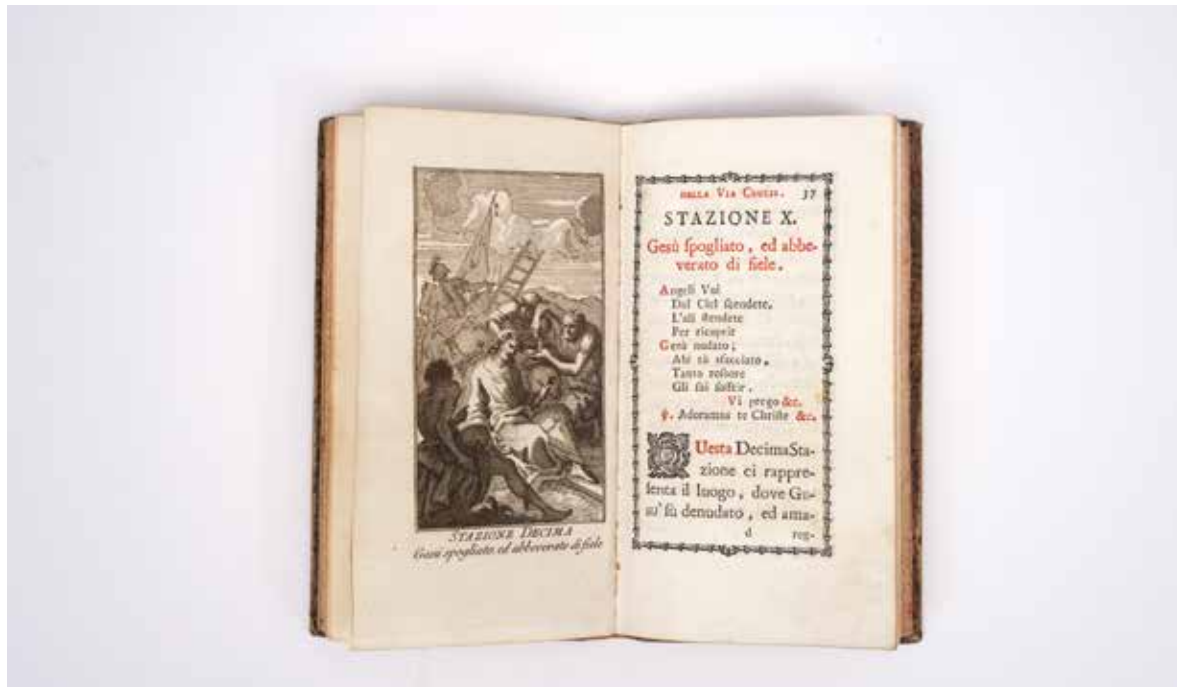 STAZIONE DECIMA
Gesù spogliato, ed abbeverato di fiele
DELLA VIA CRUCIS. 37
STAZIONE X.
Gesù ſpogliato, ed abbe-
verato di fiele.
Angeli Voi
Dal Ciel ſcendete,
L'ali ſtendete
Per ricoprir
Gesù nudato;
Ahi tù sfacciato,
Tanto roſſore
Gli fai ſoffrir.
Vi prego &c.
℣. Adoramus te Chriſte &c.
QUeſta Decima Sta-
zione ci rappre-
ſenta il luogo, dove GE-
SU' fù denudato, ed ama-
d reg-